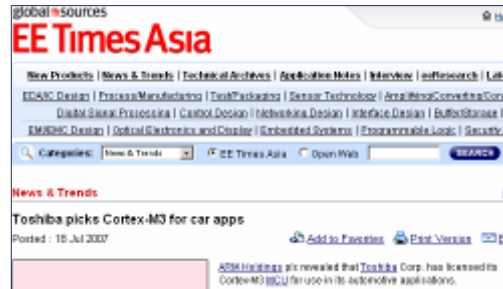 global sources
EE Times Asia
New Products | News & Trends | Technical Archives | Application Notes | Interview | eeResearch |
EDA/IC Design | Process/Manufacturing | Test/Packaging | Sensor Technology | Amplifying/Converting/
Digital Signal Processing | Control Design | Networking Design | Interface Design | Buffer/Storage
EMI/EMC Design | Optical Electronics and Display | Embedded Systems | Programmable Logic | Security
Categories: News & Trends EE Times Asia Open Web SEARCH
News & Trends
Toshiba picks Cortex-M3 for car apps
Posted : 18 Jul 2007 Add to Favorites Print Version
ARM Holdings plc revealed that Toshiba Corp. has licensed its
Cortex-M3 MCU for use in its automotive applications.